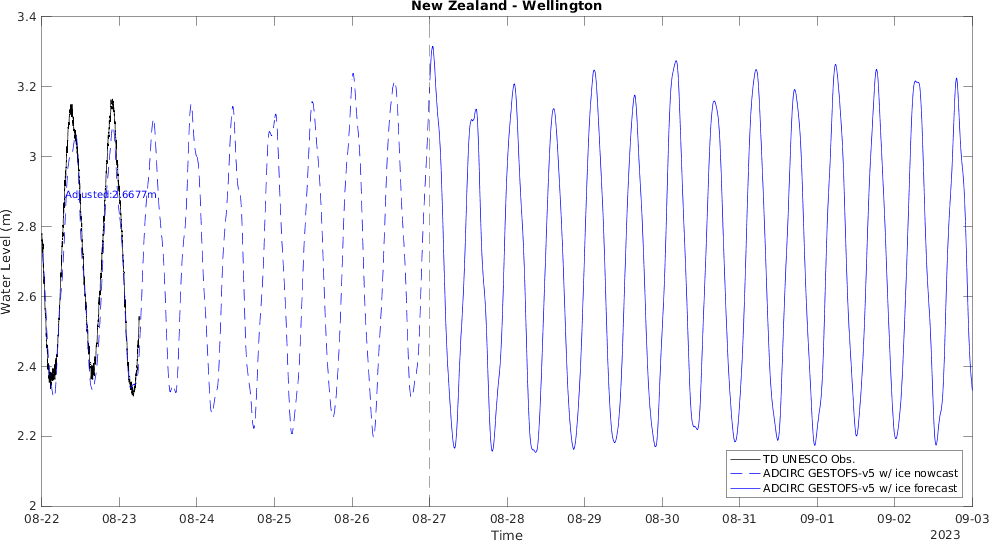 New Zealand - Wellington
3.4
3.2
3
2.8
2.6
2.4
2.2
2
Water Level (m)
Adjusted:2.6677m
TD UNESCO Obs.
ADCIRC GESTOFS-v5 w/ ice nowcast
ADCIRC GESTOFS-v5 w/ ice forecast
08-22 08-23 08-24 08-25 08-26 08-27 08-28 08-29 08-30 08-31 09-01 09-02 09-03
Time
2023